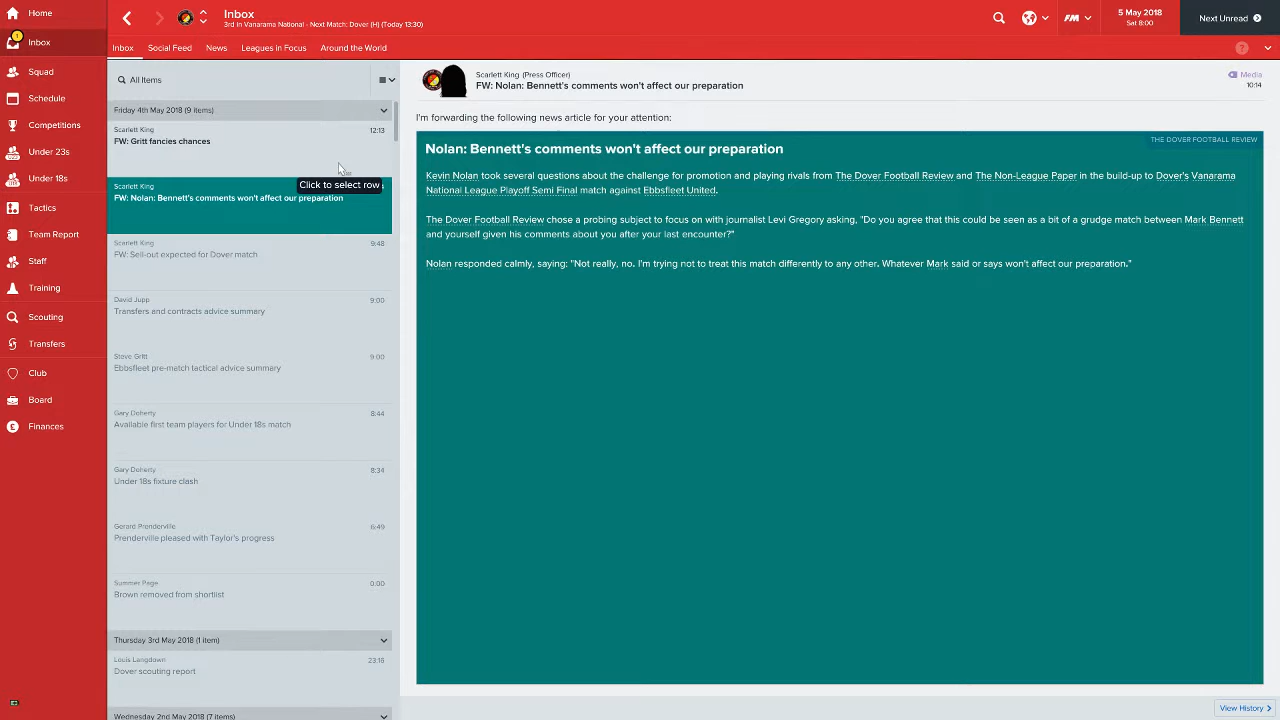 Home
Inbox
3rd in Vanarama National - Next Match: Dover (H) (Today 13:30)
FM
5 May 2018
Sat 8:00
Next Unread
1
Inbox
Inbox
Social Feed
News
Leagues in Focus
Around the World
?
Squad
Schedule
Competitions
Under 23s
Under 18s
Tactics
Team Report
Staff
Training
Scouting
Transfers
Club
Board
Finances
All Items
Friday 4th May 2018 (9 items)
Scarlett King
12:13
FW: Gritt fancies chances
Click to select row
Scarlett King
FW: Nolan: Bennett's comments won't affect our preparation
Scarlett King
9:48
FW: Sell-out expected for Dover match
David Jupp
9:00
Transfers and contracts advice summary
Steve Gritt
9:00
Ebbsfleet pre-match tactical advice summary
Gary Doherty
8:44
Available first team players for Under 18s match
Gary Doherty
8:34
Under 18s fixture clash
Gerard Prenderville
6:49
Prenderville pleased with Taylor's progress
Summer Page
0:00
Brown removed from shortlist
Thursday 3rd May 2018 (1 item)
Louis Langdown
23:16
Dover scouting report
Wednesday 2nd May 2018 (7 items)
Scarlett King (Press Officer)
FW: Nolan: Bennett's comments won't affect our preparation
Media
10:14
I'm forwarding the following news article for your attention:
THE DOVER FOOTBALL REVIEW
Nolan: Bennett's comments won't affect our preparation
Kevin Nolan took several questions about the challenge for promotion and playing rivals from The Dover Football Review and The Non-League Paper in the build-up to Dover's Vanarama
National League Playoff Semi Final match against Ebbsfleet United.
The Dover Football Review chose a probing subject to focus on with journalist Levi Gregory asking, "Do you agree that this could be seen as a bit of a grudge match between Mark Bennett
and yourself given his comments about you after your last encounter?"
Nolan responded calmly, saying: "Not really, no. I'm trying not to treat this match differently to any other. Whatever Mark said or says won't affect our preparation."
View History